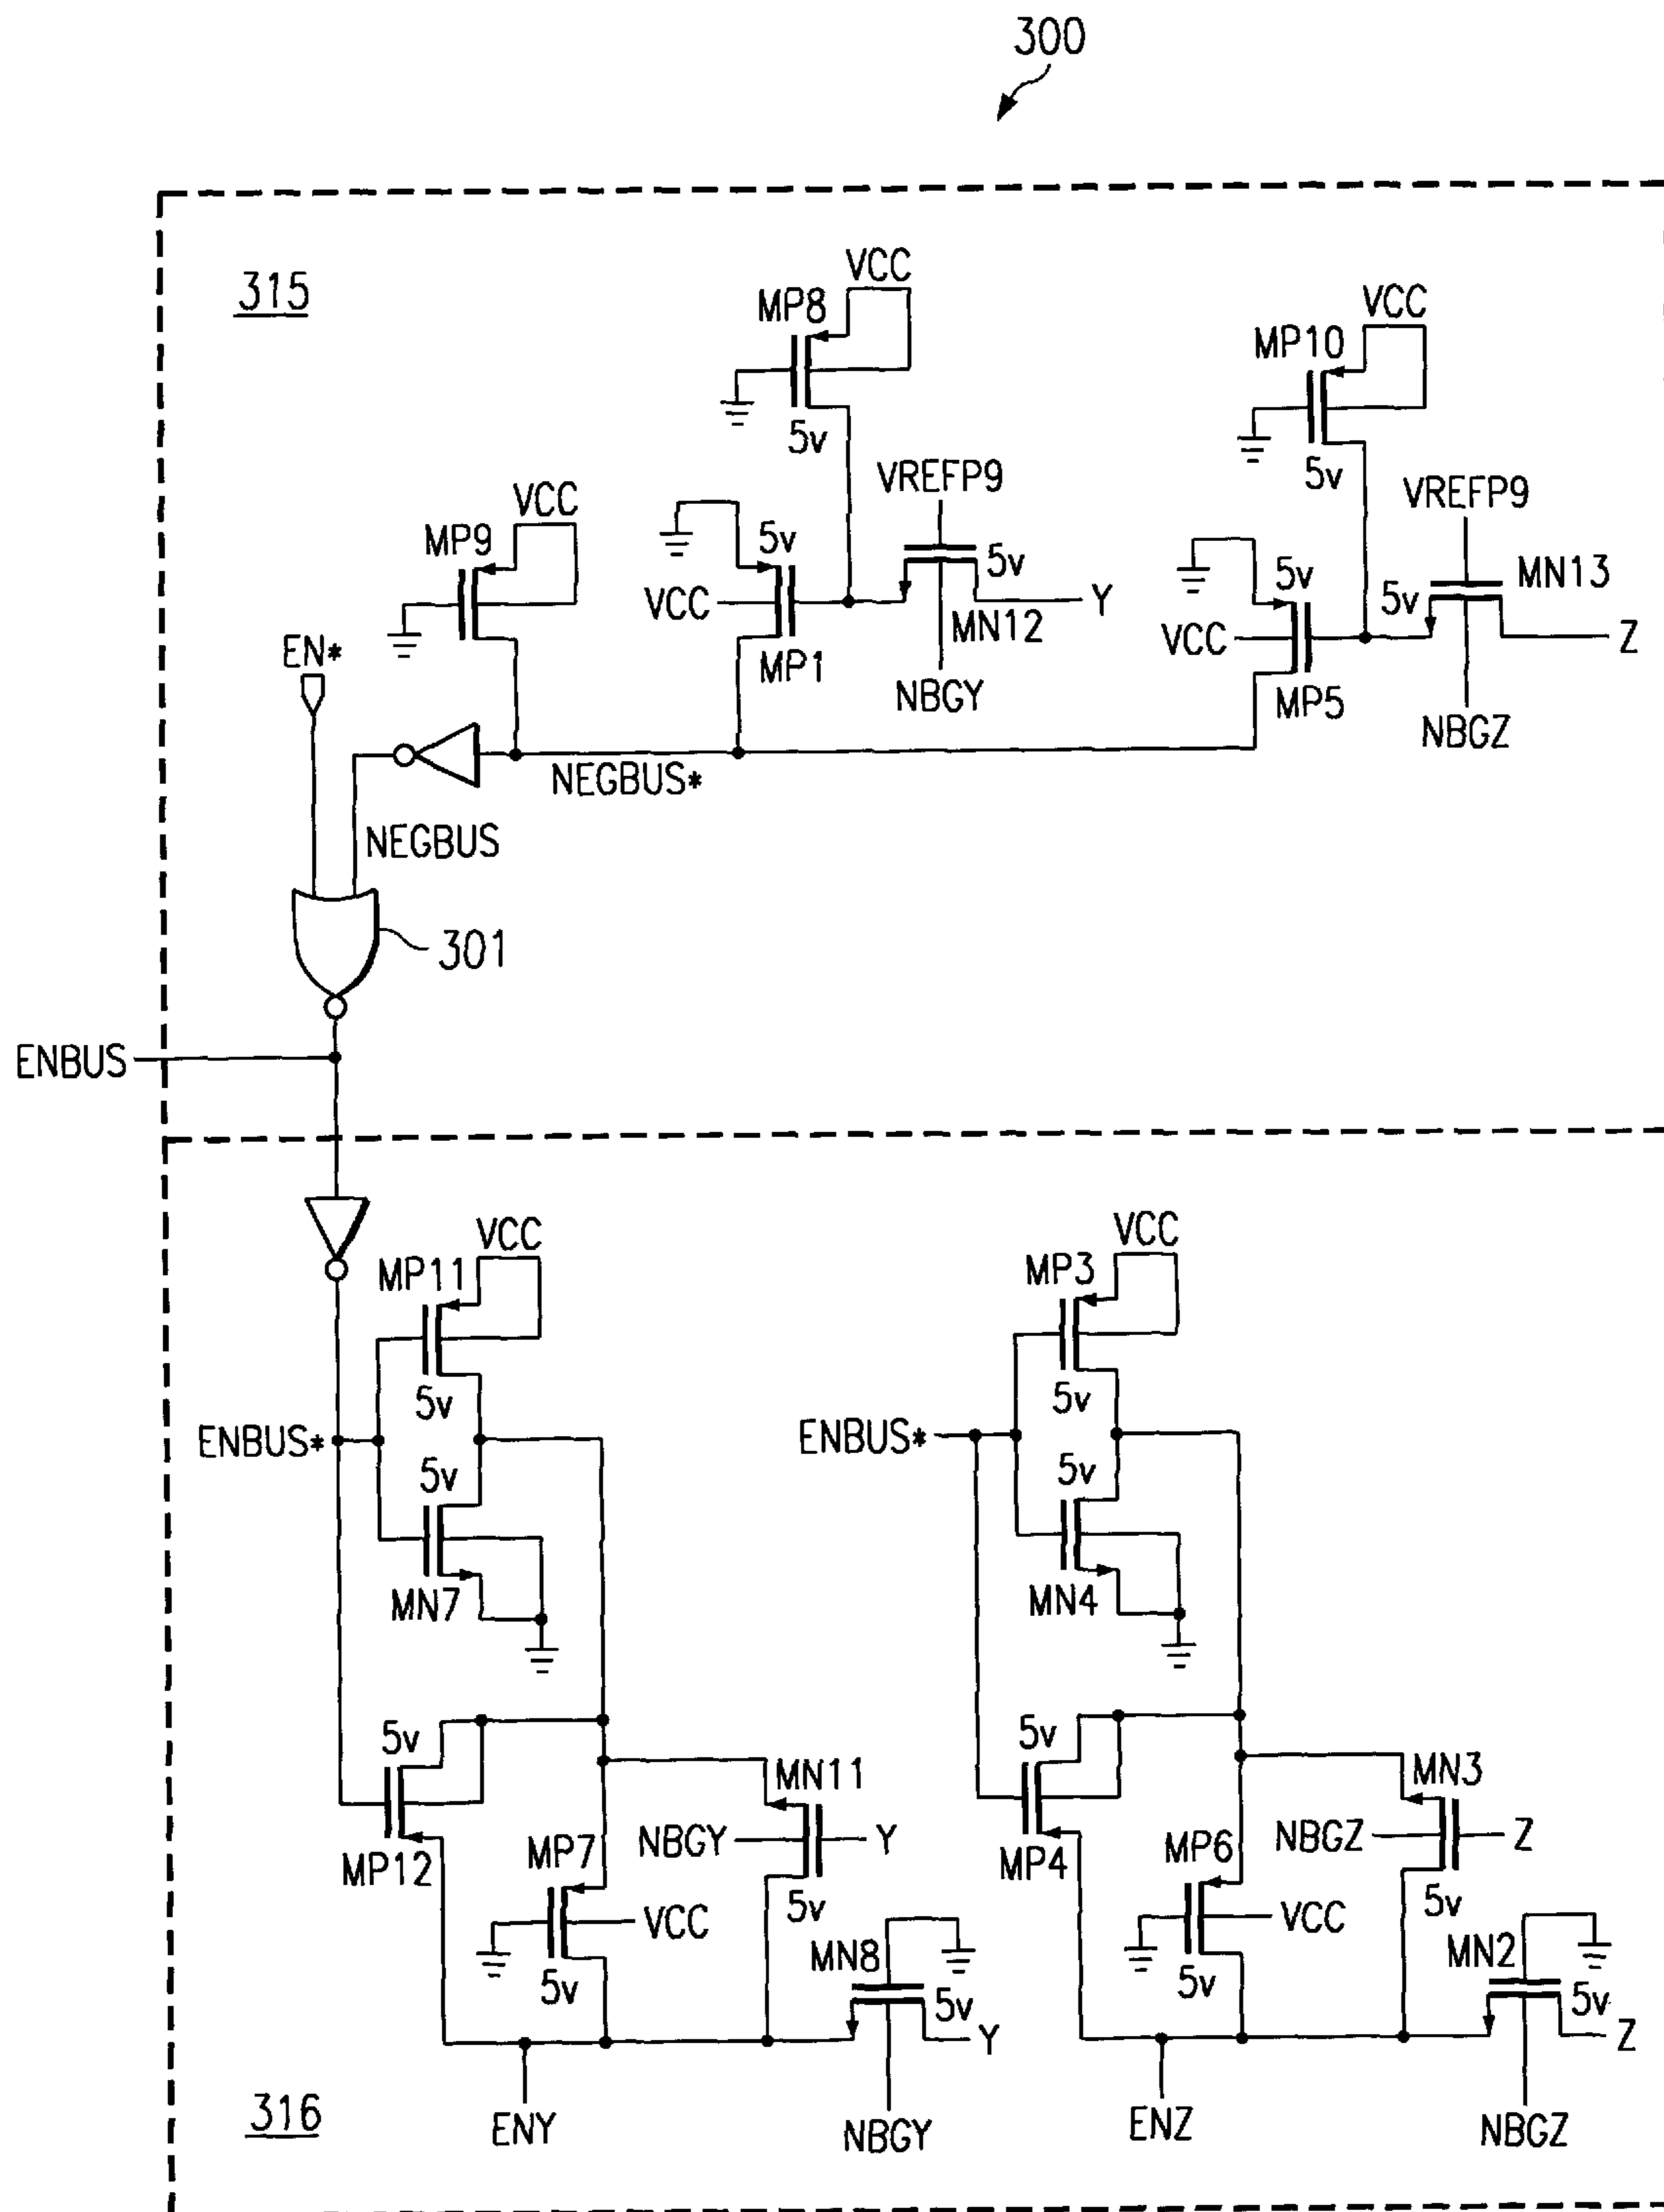 300
315
VCC
MP8
5v
VCC
MP10
5v
VREFP9
5v
MN12
Y
NBGY
VREFP9
5v
MN13
Z
NBGZ
VCC
MP9
5v
VCC
MP1
5v
VCC
MP5
EN*
NEGBUS*
NEGBUS
301
ENBUS
VCC
MP11
5v
ENBUS*
5v
MN7
5v
MP12
MP7
VCC
5v
MN11
NBGY
Y
5v
MN8
5v
Y
ENY
NBGY
VCC
MP3
5v
ENBUS*
5v
MN4
5v
MP4
MP6
VCC
5v
MN3
NBGZ
Z
5v
MN2
5v
Z
ENZ
NBGZ
316